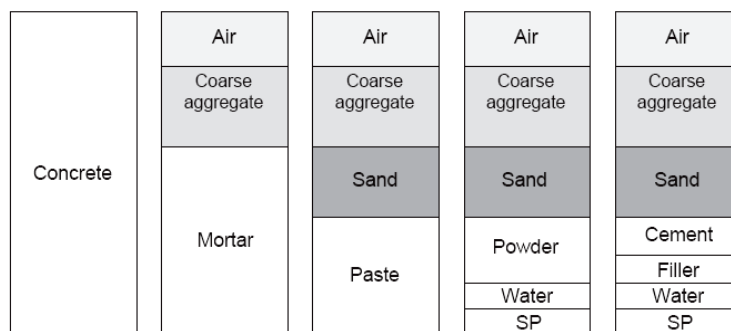 Concrete
Air
Coarse
aggregate
Mortar
Air
Coarse
aggregate
Sand
Paste
Air
Coarse
aggregate
Sand
Powder
Water
SP
Air
Coarse
aggregate
Sand
Cement
Filler
Water
SP